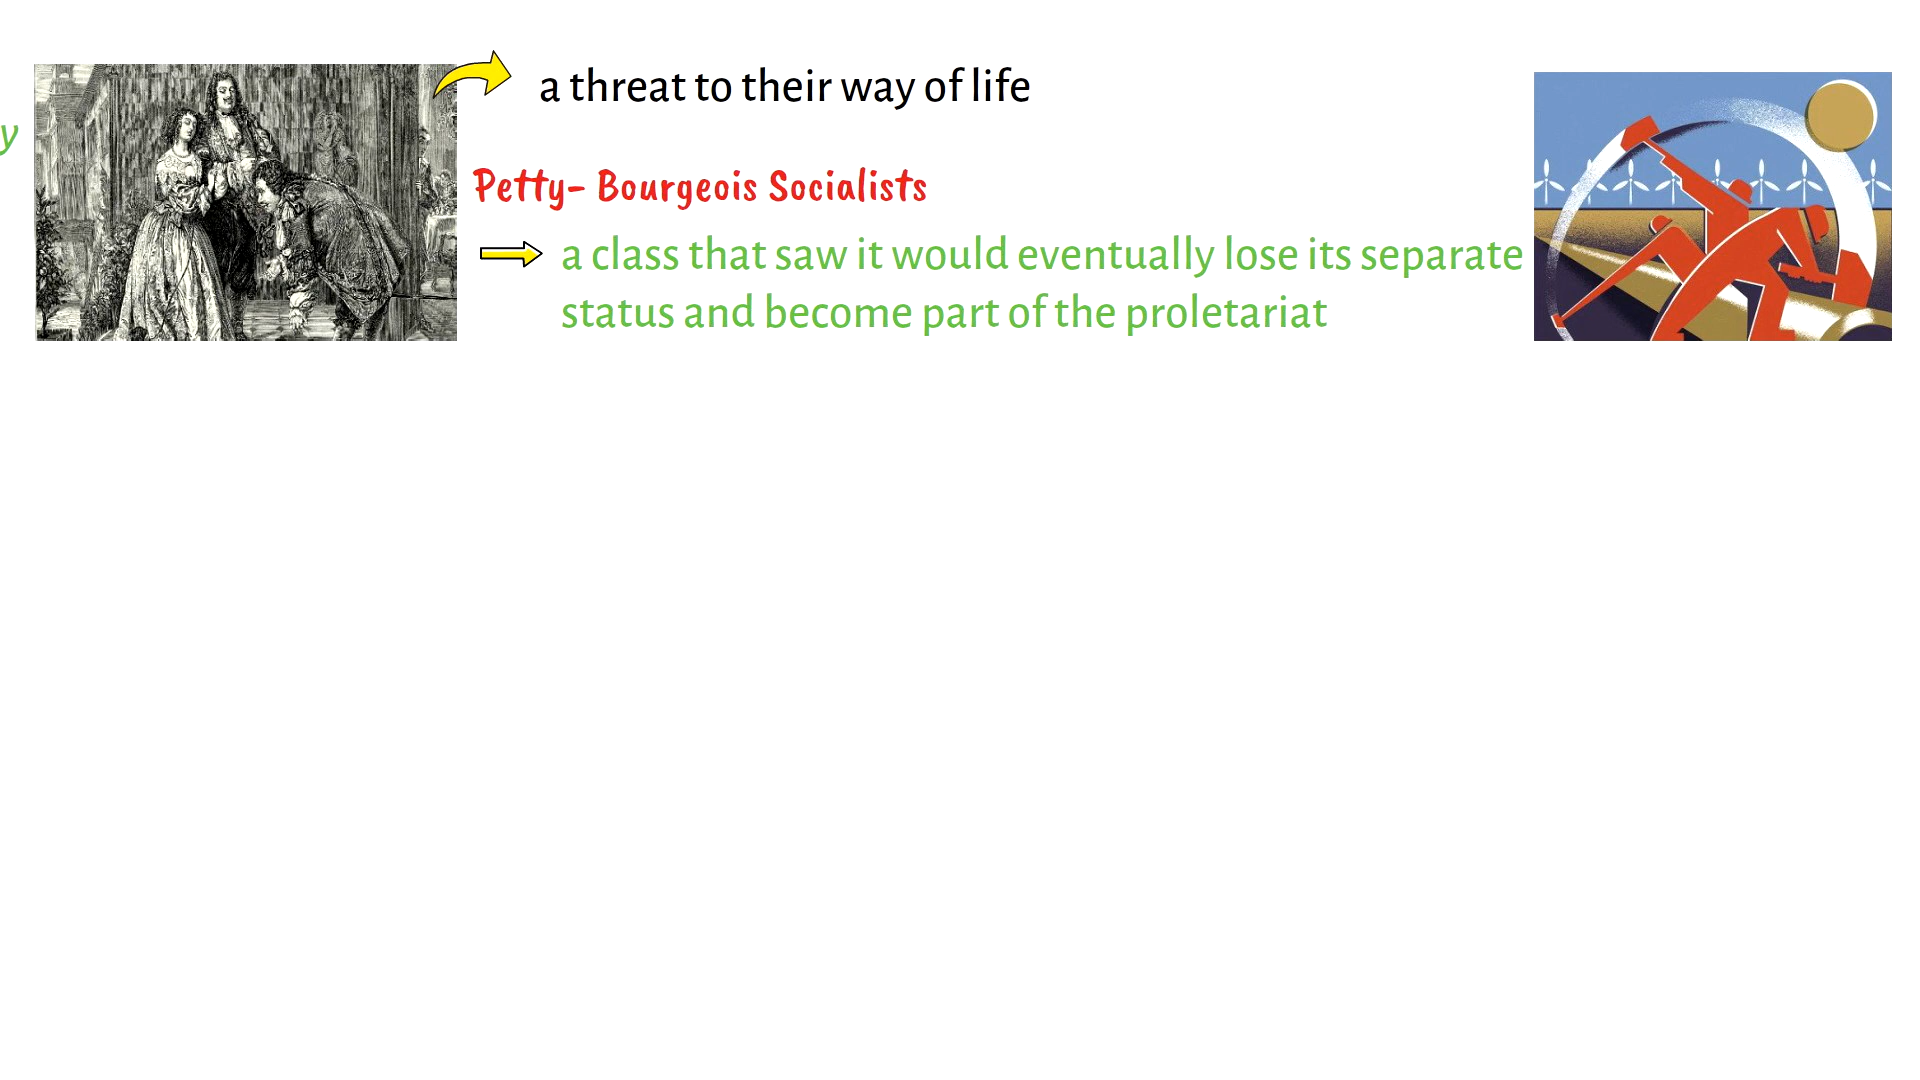 a threat to their way of life
y
Petty- Bourgeois Socialists
a class that saw it would eventually lose its separate
status and become part of the proletariat